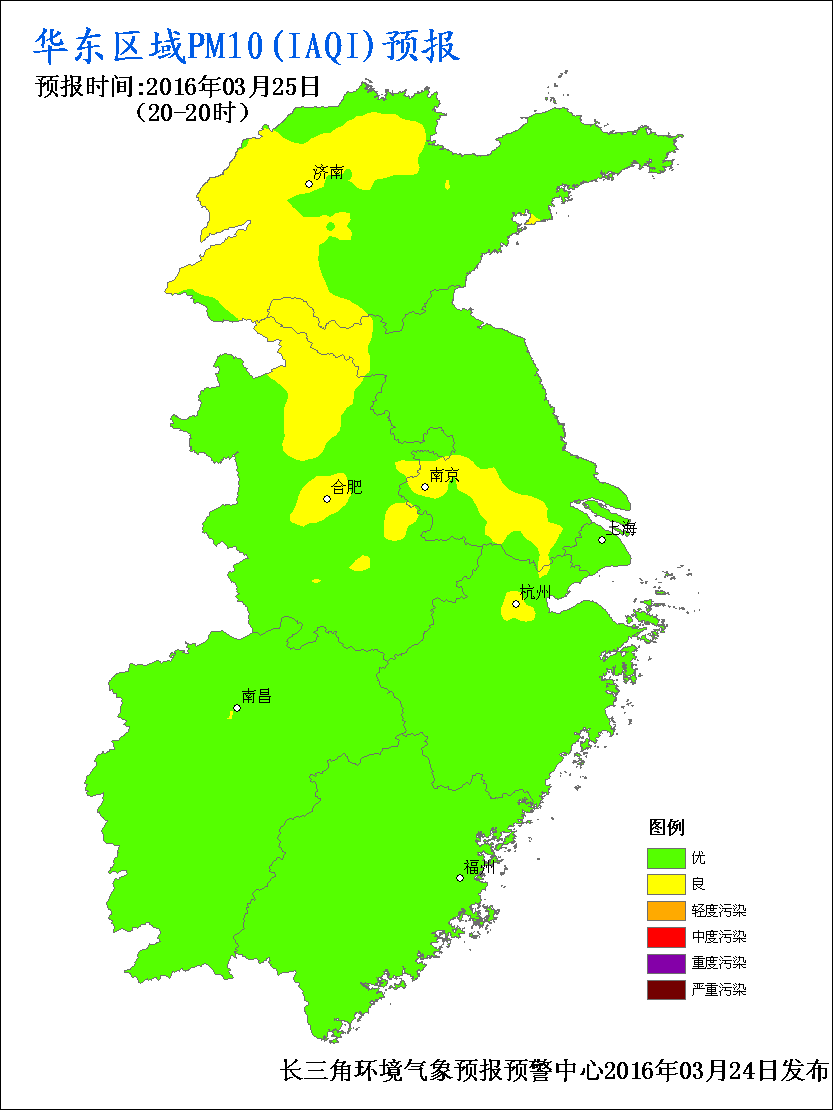 华东区域PM10(IAQI)预报
预报时间:2016年03月25日
(20-20时)
济南
南京
合肥
上海
杭州
南昌
福州
图例
优
良
轻度污染
中度污染
重度污染
严重污染
长三角环境气象预报预警中心2016年03月24日发布